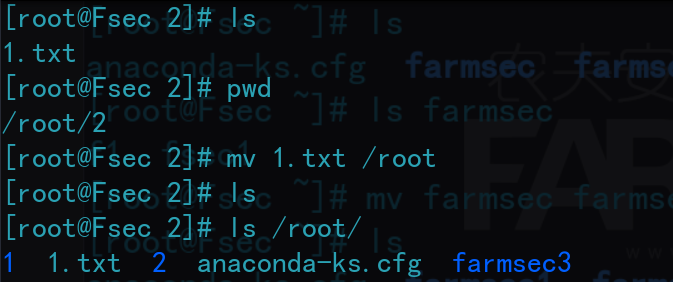 [root@Fsec 2]# ls
1.txt
[root@Fsec 2]# pwd
/root/2
[root@Fsec 2]# mv 1.txt /root
[root@Fsec 2]# ls
[root@Fsec 2]# ls /root/
1 1.txt 2 anaconda-ks.cfg farmsec3